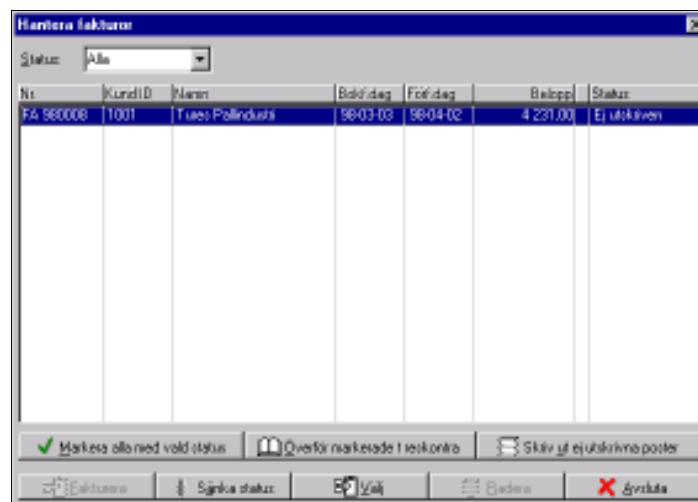 Hantera fakturor
Status: Alla
Nr. KundID Namn Bokf.dag Förf.dag Belopp Status
FA 980008 1001 Tures Pallindustri 98-03-03 98-04-02 4 231,00 Ej utskriven
Markera alla med vald status Överför markerade t reskontra Skriv ut ej utskrivna poster
Fakturera Sänka status Välj Radera Avsluta